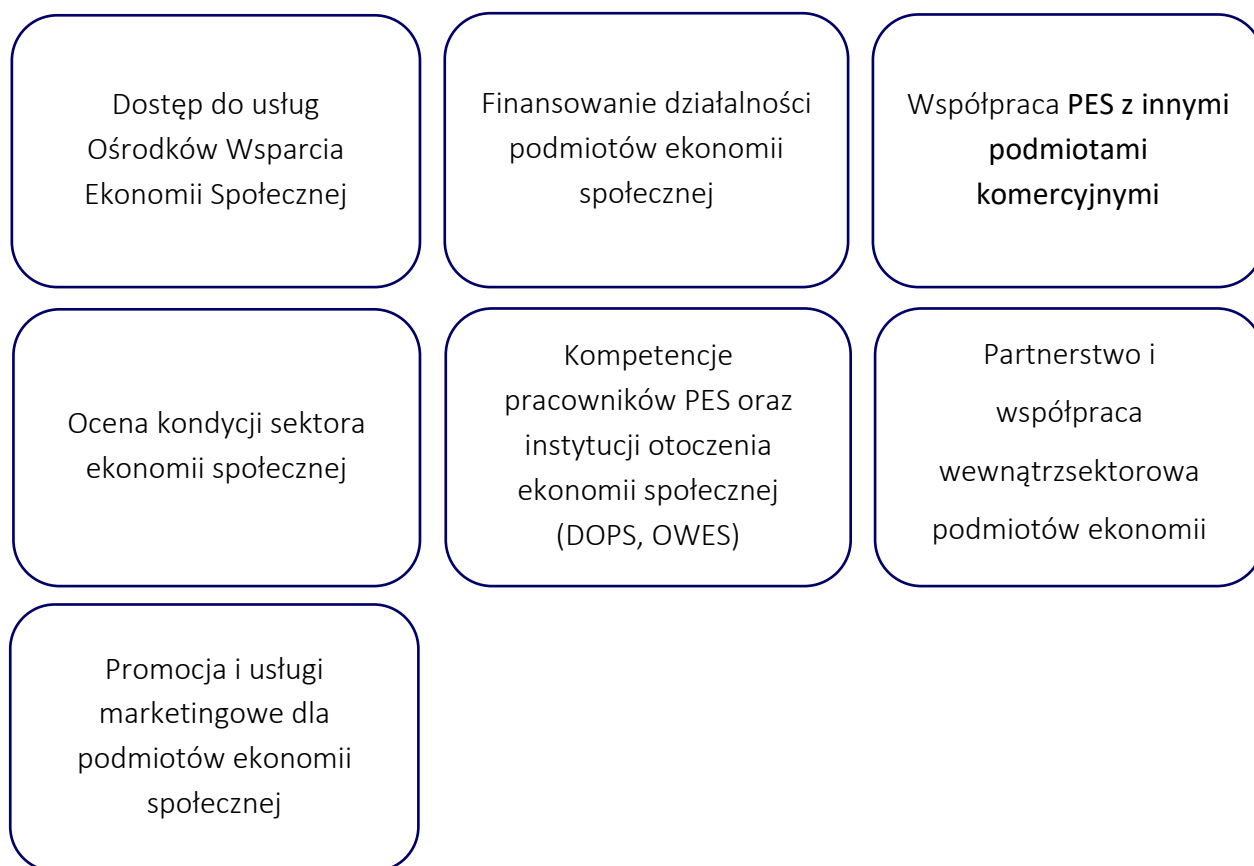 Dostęp do usług
Ośrodków Wsparcia
Ekonomii Społecznej
Finansowanie działalności
podmiotów ekonomii
społecznej
Współpraca PES z innymi
podmiotami
komercyjnymi
Ocena kondycji sektora
ekonomii społecznej
Kompetencje
pracowników PES oraz
instytucji otoczenia
ekonomii społecznej
(DOPS, OWES)
Partnerstwo i
współpraca
wewnątrzsektorowa
podmiotów ekonomii
Promocja i usługi
marketingowe dla
podmiotów ekonomii
społecznej